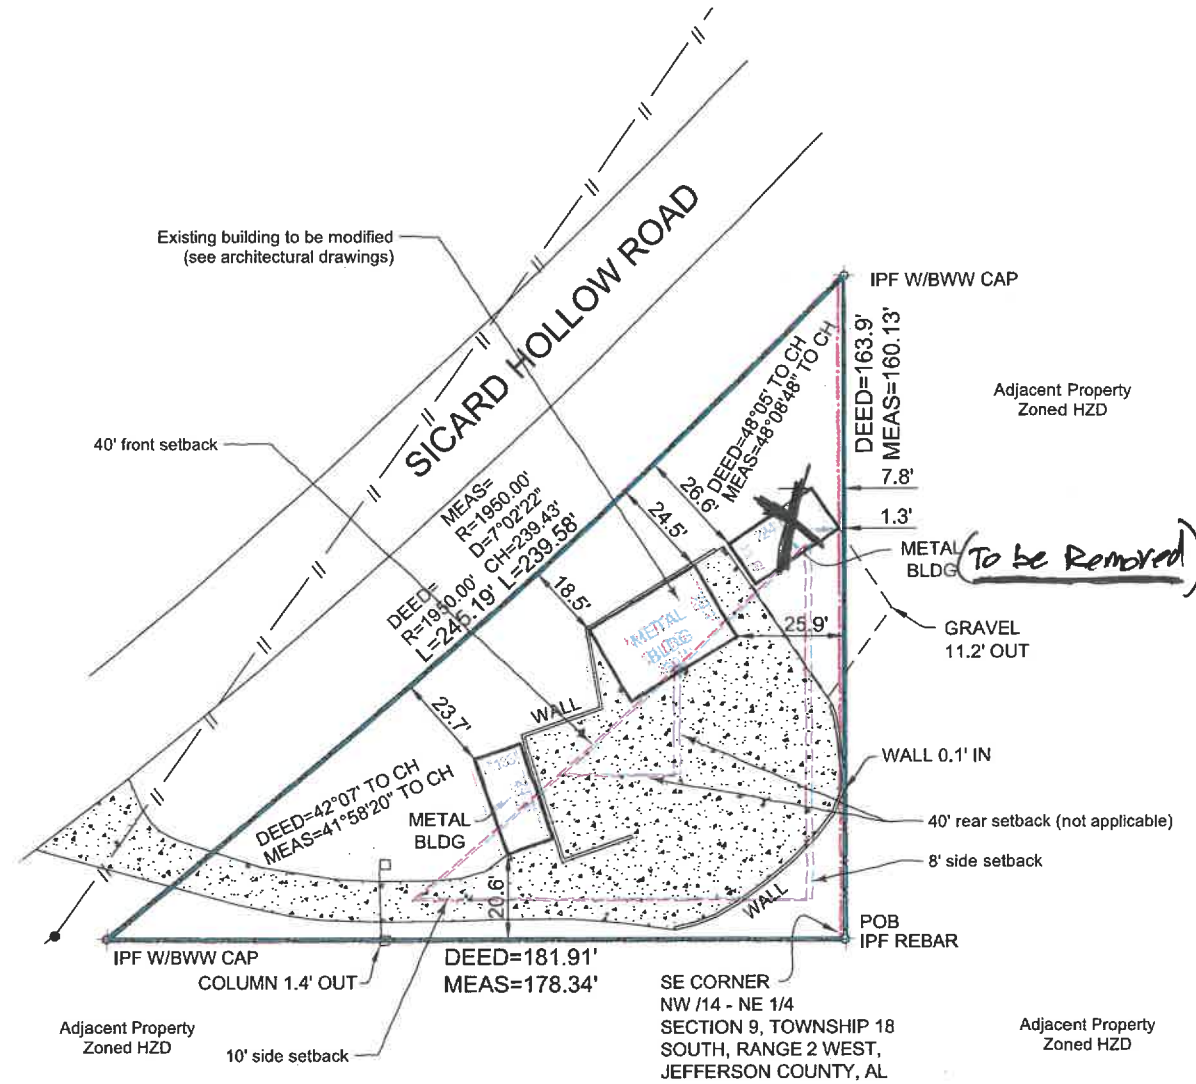 Existing building to be modified
(see architectural drawings)
SICARD HOLLOW ROAD
IPF W/BWW CAP
DEED=163.9'
MEAS=160.13'
Adjacent Property
Zoned HZD
40' front setback
DEED=48°05' TO CH
MEAS=48°08'48" TO CH
MEAS=
R=1950.00'
D=7°02'22"
CH=239.43'
L=239.58'
DEED=
R=1950.00'
L=245.19'
26.6'
24.5'
18.5'
23.7'
7.8'
1.3'
METAL
BLDG
(To be Removed)
METAL
BLDG
25.9'
GRAVEL
11.2' OUT
WALL
WALL 0.1' IN
DEED=42°07' TO CH
MEAS=41°58'20" TO CH
METAL
BLDG
40' rear setback (not applicable)
8' side setback
20.6'
WALL
POB
IPF REBAR
IPF W/BWW CAP
COLUMN 1.4' OUT
DEED=181.91'
MEAS=178.34'
SE CORNER
NW /14 - NE 1/4
SECTION 9, TOWNSHIP 18
SOUTH, RANGE 2 WEST,
JEFFERSON COUNTY, AL
Adjacent Property
Zoned HZD
10' side setback
Adjacent Property
Zoned HZD